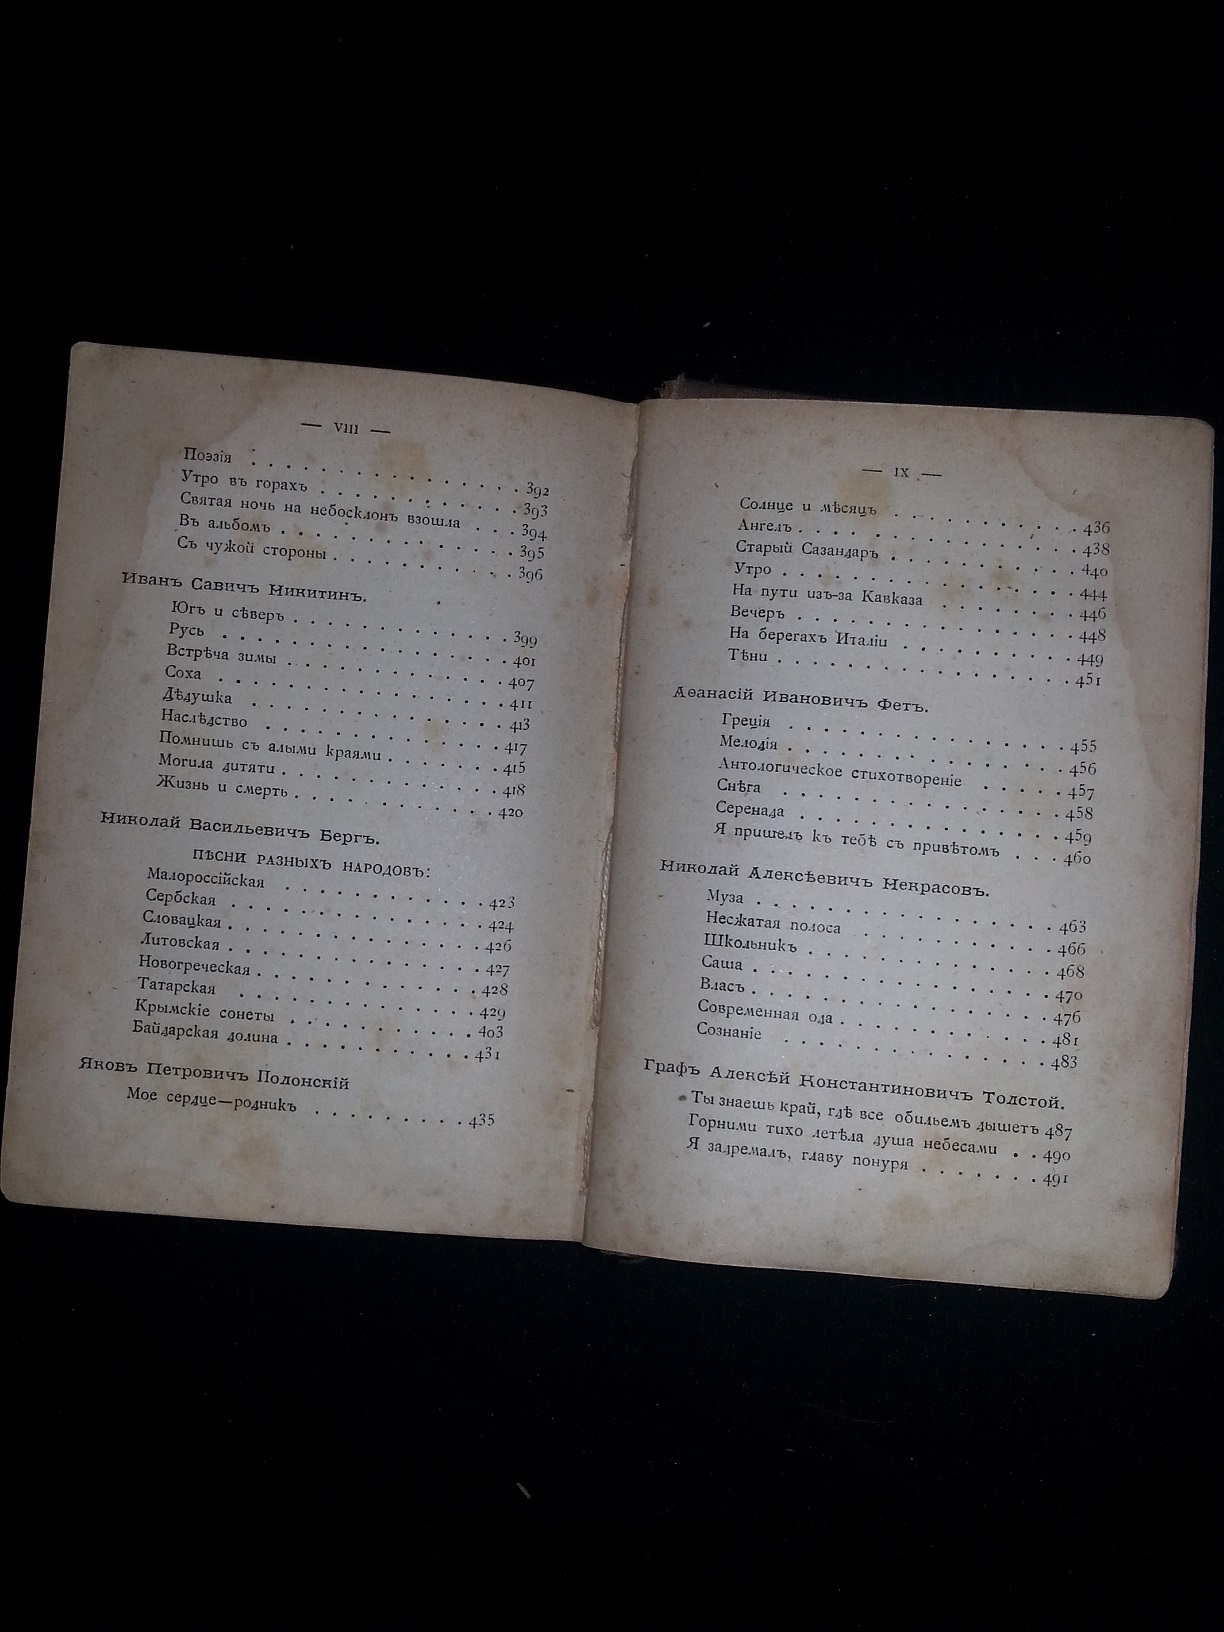 — VIII —
Поэзія . . . . . . . . . . . . . . 392
Утро въ горахъ . . . . . . . . . . . 393
Святая ночь на небосклонъ взошла . . . 394
Въ альбомъ . . . . . . . . . . . . . 395
Съ чужой стороны . . . . . . . . . . 396
Иванъ Савичъ Никитинъ.
Югъ и сѣверъ . . . . . . . . . . . . 399
Русь . . . . . . . . . . . . . . . 401
Встрѣча зимы . . . . . . . . . . . . 407
Соха . . . . . . . . . . . . . . . 411
Дѣдушка . . . . . . . . . . . . . . 413
Наслѣдство . . . . . . . . . . . . . 417
Помнишь съ алыми краями . . . . . . . 415
Могила дитяти . . . . . . . . . . . . 418
Жизнь и смерть . . . . . . . . . . . 420
Николай Васильевичъ Бергъ.
ПѢСНИ РАЗНЫХЪ НАРОДОВЪ:
Малороссійская . . . . . . . . . . . 423
Сербская . . . . . . . . . . . . . 424
Словацкая . . . . . . . . . . . . . 426
Литовская . . . . . . . . . . . . . 427
Новогреческая . . . . . . . . . . . . 428
Татарская . . . . . . . . . . . . . 429
Крымскіе сонеты . . . . . . . . . . . 403
Байдарская долина . . . . . . . . . . 431
Яковъ Петровичъ Полонскій
Мое сердце—родникъ . . . . . . . . . 435
— IX —
Солнце и мѣсяцъ . . . . . . . . . . . 436
Ангелъ . . . . . . . . . . . . . . 438
Старый Сазандаръ . . . . . . . . . . 440
Утро . . . . . . . . . . . . . . . 444
На пути изъ-за Кавказа . . . . . . . . 446
Вечеръ . . . . . . . . . . . . . . 448
На берегахъ Италіи . . . . . . . . . . 449
Тѣни . . . . . . . . . . . . . . . 451
Аѳанасій Ивановичъ Фетъ.
Греція . . . . . . . . . . . . . . 455
Мелодія . . . . . . . . . . . . . . 456
Антологическое стихотвореніе . . . . . 457
Снѣга . . . . . . . . . . . . . . 458
Серенада . . . . . . . . . . . . . 459
Я пришелъ къ тебѣ съ привѣтомъ . . . 460
Николай Алексѣевичъ Некрасовъ.
Муза . . . . . . . . . . . . . . . 463
Несжатая полоса . . . . . . . . . . . 466
Школьникъ . . . . . . . . . . . . . 468
Саша . . . . . . . . . . . . . . . 470
Власъ . . . . . . . . . . . . . . . 476
Современная ода . . . . . . . . . . . 481
Сознаніе . . . . . . . . . . . . . 483
Графъ Алексѣй Константиновичъ Толстой.
Ты знаешь край, гдѣ все обильемъ дышетъ 487
Горними тихо летѣла душа небесами . . 490
Я задремалъ, главу понуря . . . . . . . 491